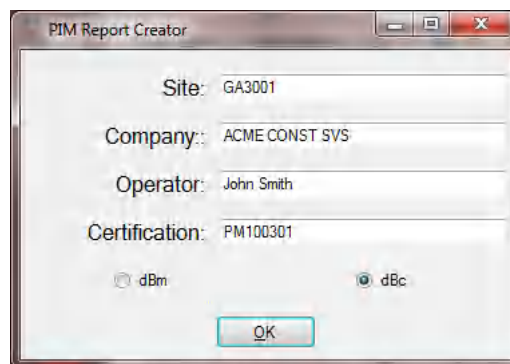 PIM Report Creator
Site: GA3001
Company:: ACME CONST SVS
Operator: John Smith
Certification: PM100301
dBm dBc
OK